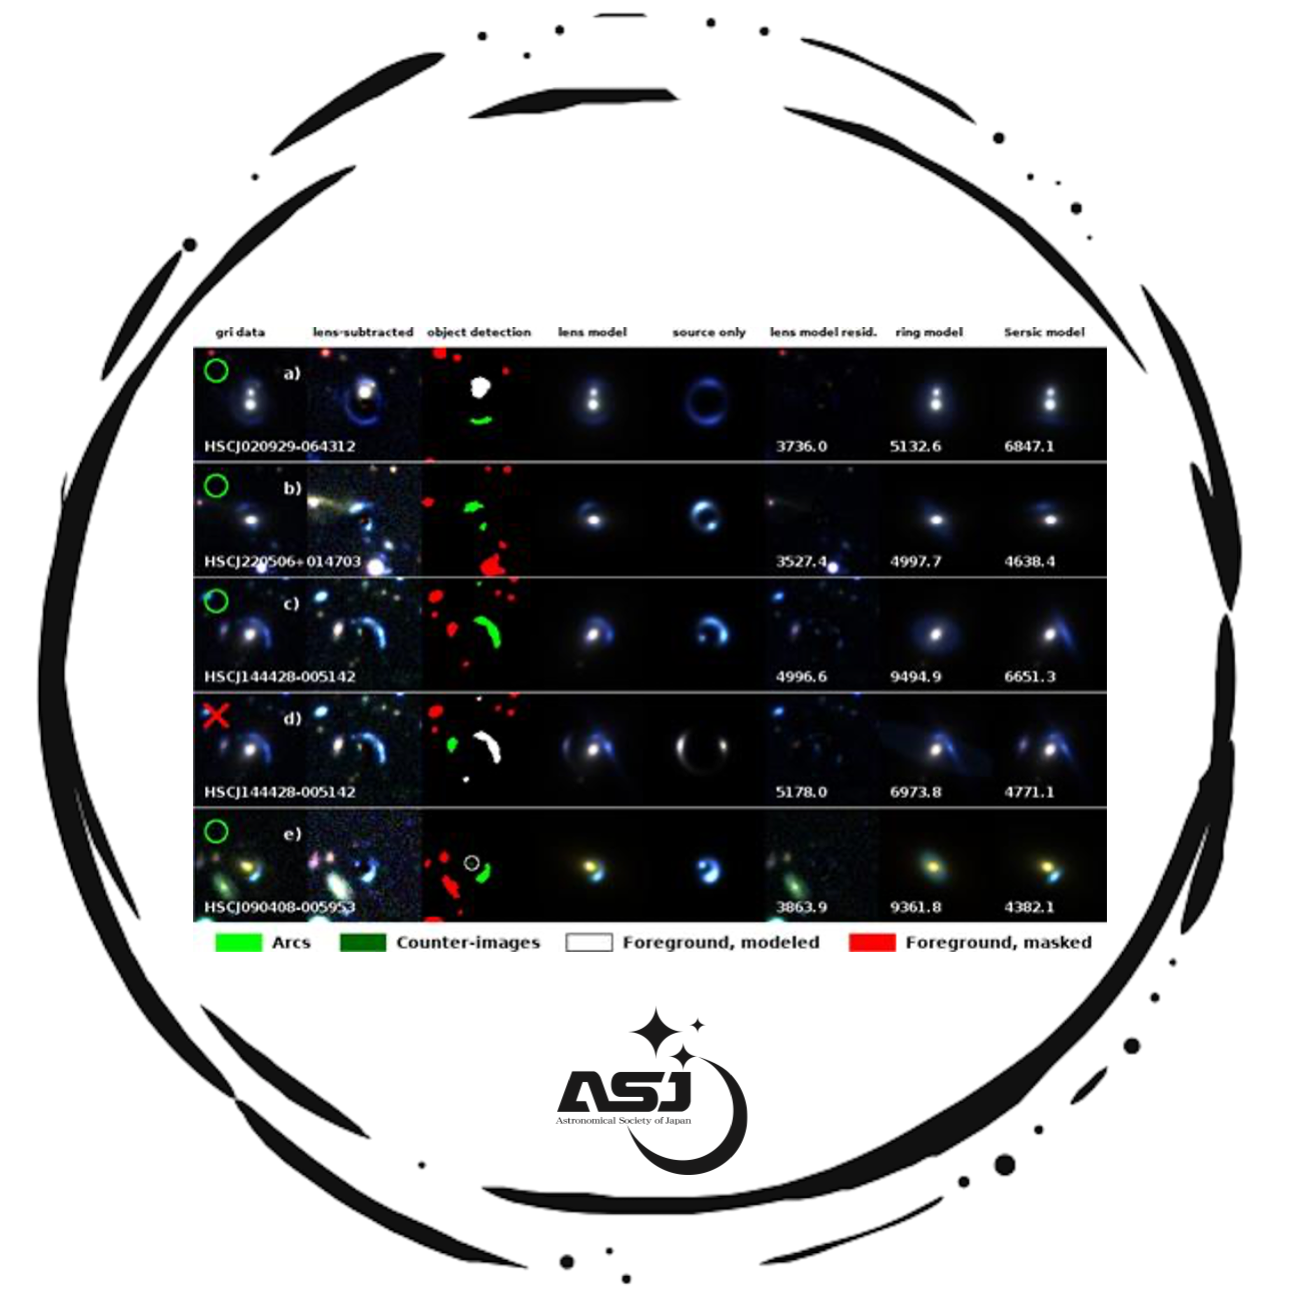 gri data lens-subtracted object detection lens model source only lens model resid. ring model Sersic model
a)
HSCJ020929-064312 3736.0 5132.6 6847.1
b)
HSCJ220506+014703 3527.4 4997.7 4638.4
c)
HSCJ144428-005142 4996.6 9494.9 6651.3
d)
HSCJ144428-005142 5178.0 6973.8 4771.1
e)
HSCJ090408-005953 3863.9 9361.8 4382.1
Arcs Counter-images Foreground, modeled Foreground, masked
ASJ
Astronomical Society of Japan